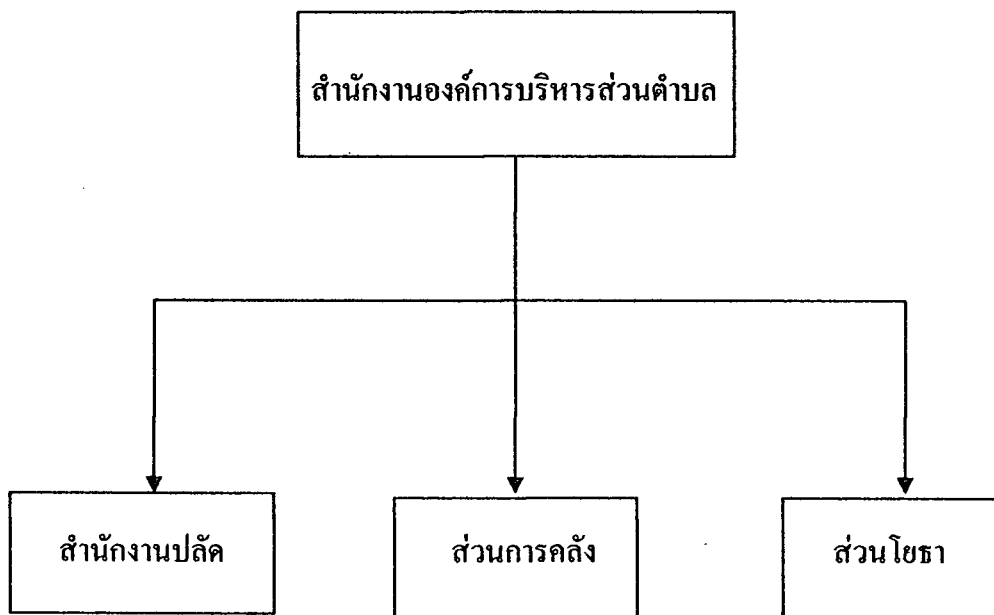 สำนักงานองค์การบริหารส่วนตำบล
สำนักงานปลัด
ส่วนการคลัง
ส่วนโยธา